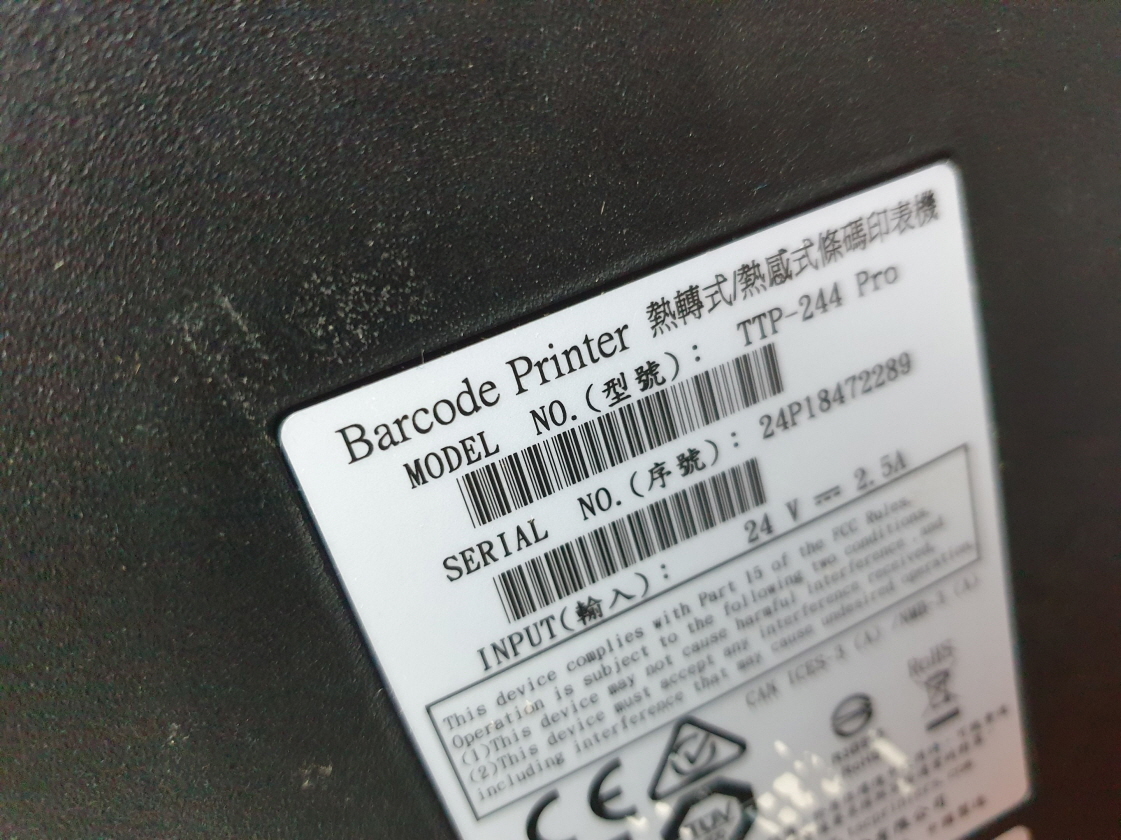 Barcode Printer 熱轉式/熱感式條碼印表機
MODEL NO.(型號): TTP-244 Pro
SERIAL NO.(序號): 24P18472289
INPUT(輸入): 24 V ⎓ 2.5A
This device complies with Part 15 of the FCC Rules.
Operation is subject to the following two conditions,
(1)This device may not cause harmful interference, and
(2)This device must accept any interference received,
including interference that may cause undesired operation.
CAN ICES-3 (A) /NMB-3 (A)
RoHS
CE
TUV